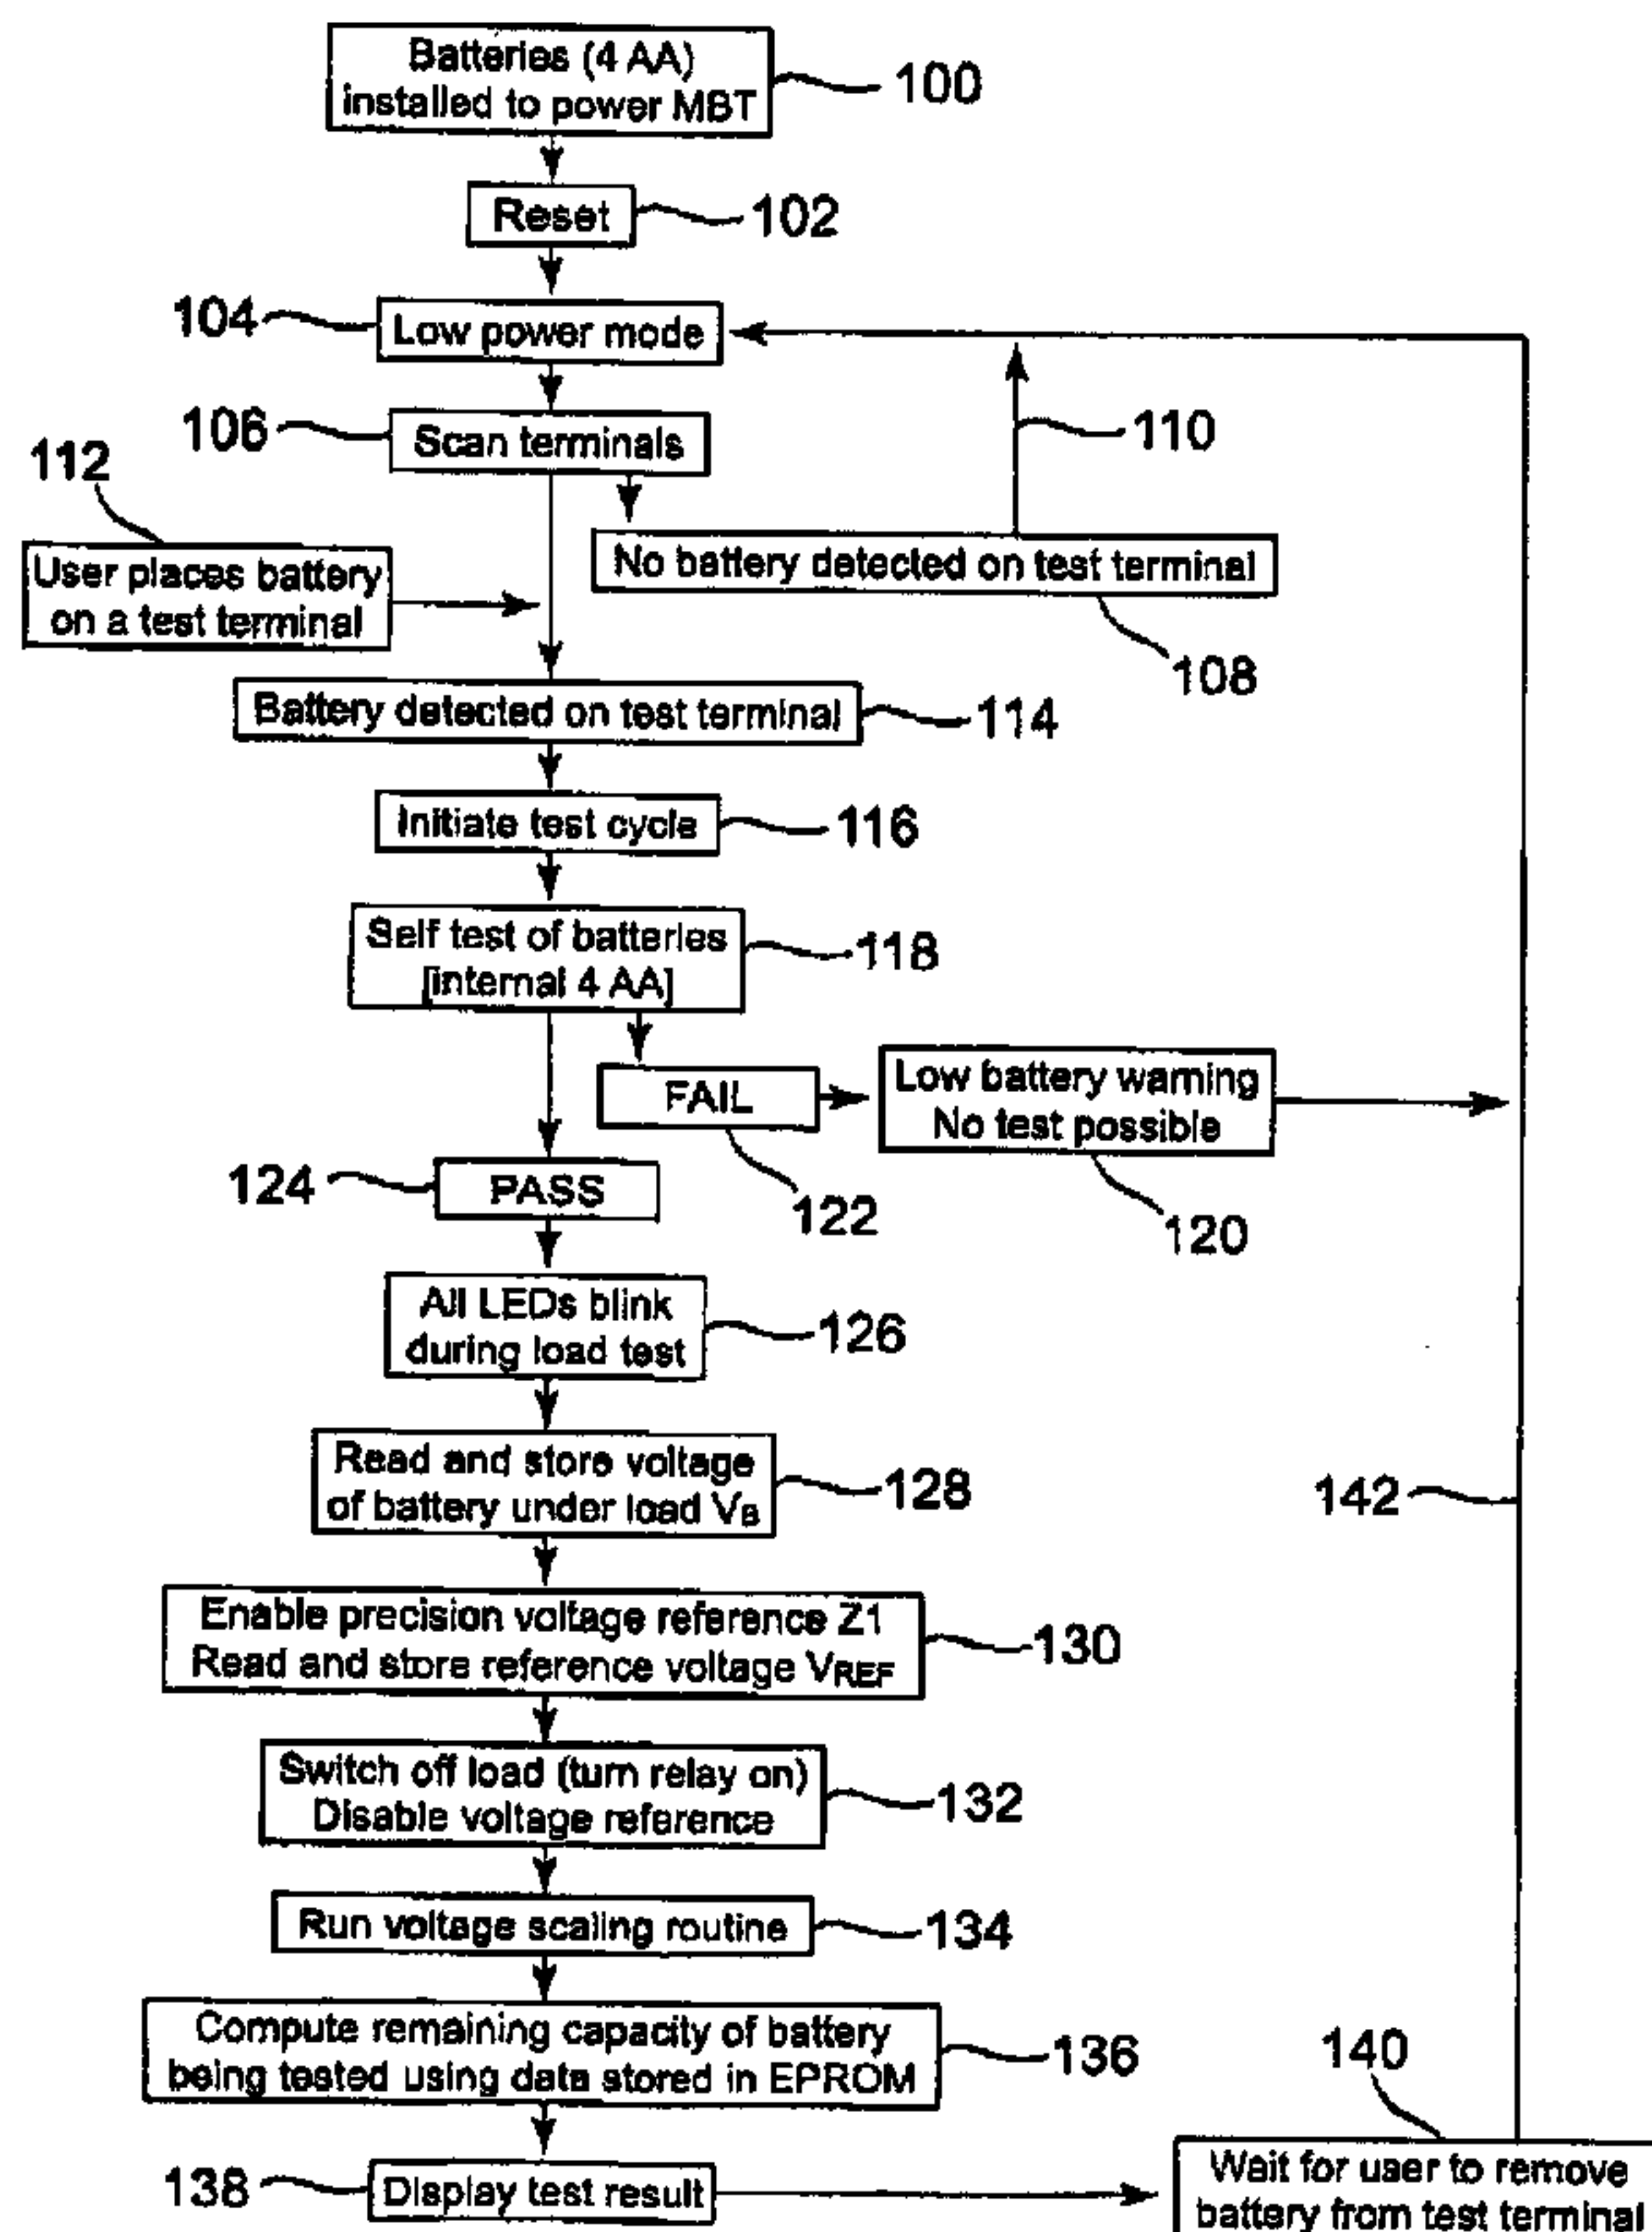 Batteries (4 AA)
installed to power MBT
100
Reset
102
104
Low power mode
106
Scan terminals
110
112
User places battery
on a test terminal
No battery detected on test terminal
108
Battery detected on test terminal
114
Initiate test cycle
116
Self test of batteries
[internal 4 AA]
118
FAIL
Low battery warning
No test possible
124
PASS
122
120
All LEDs blink
during load test
126
Read and store voltage
of battery under load VB
128
142
Enable precision voltage reference Z1
Read and store reference voltage VREF
130
Switch off load (turn relay on)
Disable voltage reference
132
Run voltage scaling routine
134
Compute remaining capacity of battery
being tested using data stored in EPROM
136
140
138
Display test result
Wait for user to remove
battery from test terminal